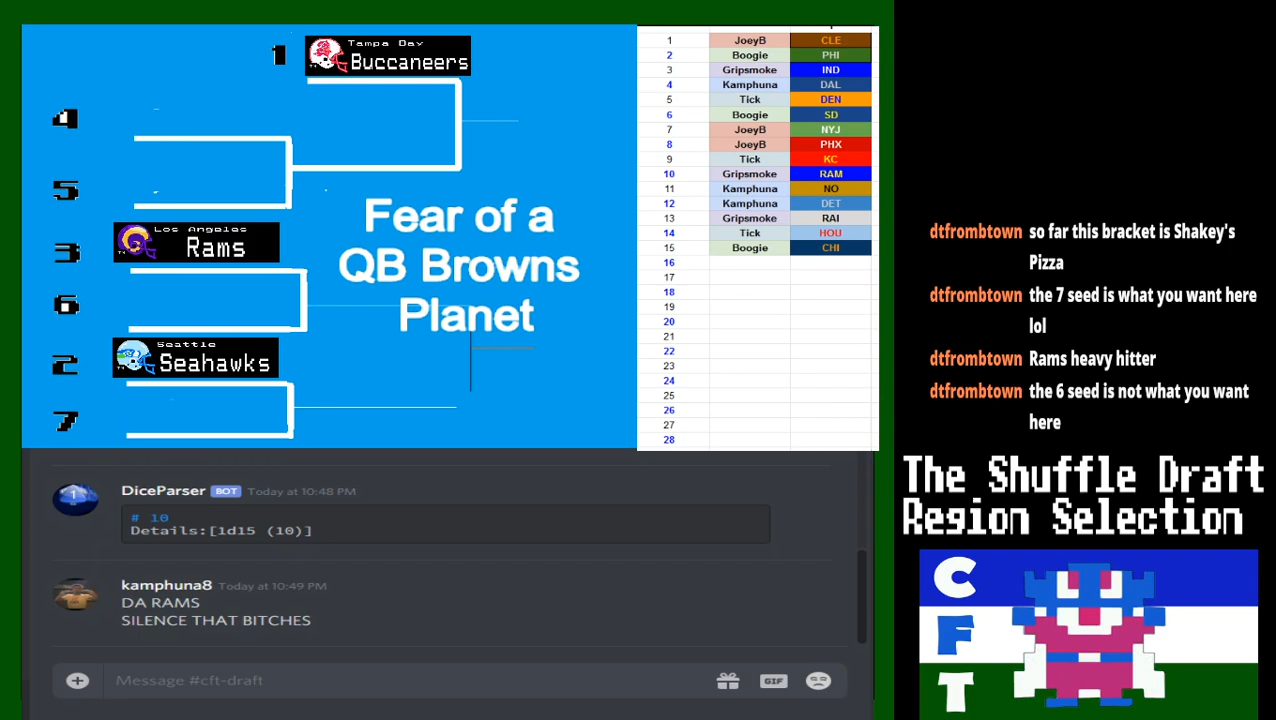 1
Tampa Bay
Buccaneers
4
5
3
Los Angeles
Rams
6
2
Seattle
Seahawks
7
Fear of a
QB Browns
Planet
1 JoeyB CLE
2 Boogie PHI
3 Gripsmoke IND
4 Kamphuna DAL
5 Tick DEN
6 Boogie SD
7 JoeyB NYJ
8 JoeyB PHX
9 Tick KC
10 Gripsmoke RAM
11 Kamphuna NO
12 Kamphuna DET
13 Gripsmoke RAI
14 Tick HOU
15 Boogie CHI
16
17
18
19
20
21
22
23
24
25
26
27
28
dtfrombtown so far this bracket is Shakey's
Pizza
dtfrombtown the 7 seed is what you want here
lol
dtfrombtown Rams heavy hitter
dtfrombtown the 6 seed is not what you want
here
DiceParser BOT Today at 10:48 PM
# 10
Details:[1d15 (10)]
kamphuna8 Today at 10:49 PM
DA RAMS
SILENCE THAT BITCHES
Message #cft-draft
GIF
The Shuffle Draft
Region Selection
C
F
T